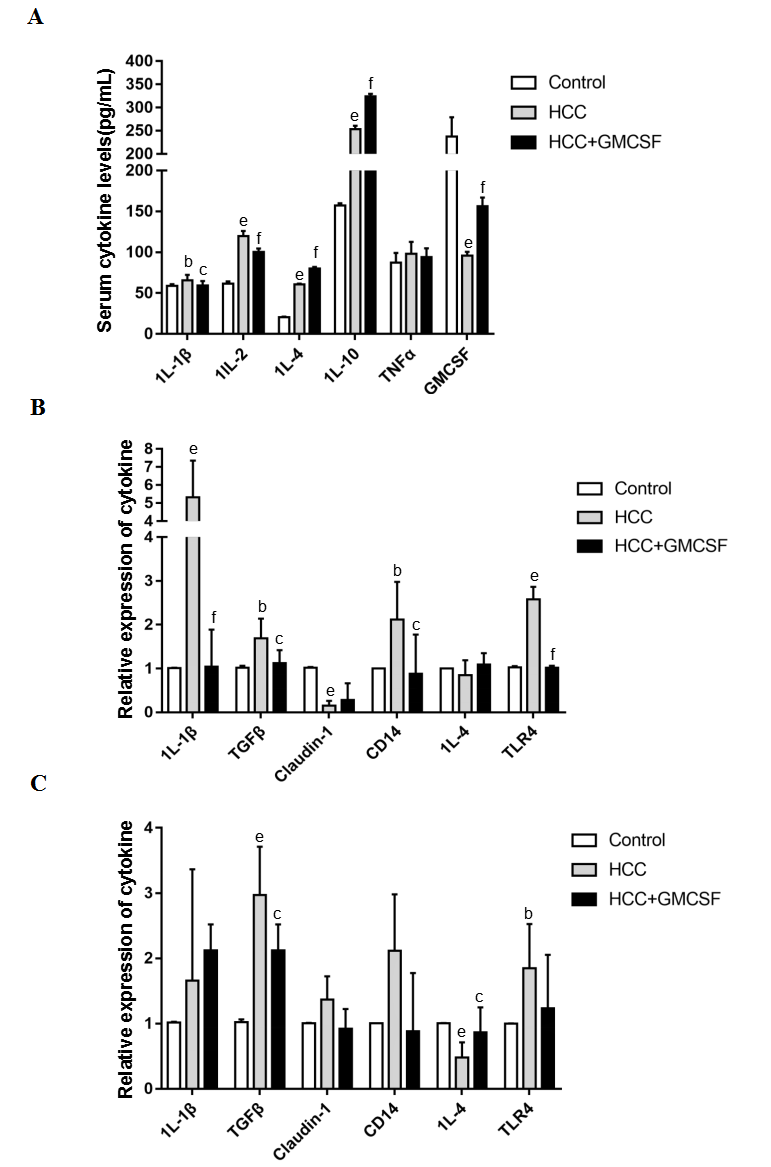 A
Serum cytokine levels(pg/mL)
400
350
300
250
200
200
150
100
50
0
b
c
e
f
e
f
e
f
e
f
1L-1β
1IL-2
1L-4
1L-10
TNFα
GMCSF
Control
HCC
HCC+GMCSF
B
Relative expression of cytokine
8
7
6
5
4
4
3
2
1
0
e
f
b
c
e
b
c
e
f
1L-1β
TGFβ
Claudin-1
CD14
1L-4
TLR4
Control
HCC
HCC+GMCSF
C
Relative expression of cytokine
4
3
2
1
0
e
c
e
c
b
1L-1β
TGFβ
Claudin-1
CD14
1L-4
TLR4
Control
HCC
HCC+GMCSF